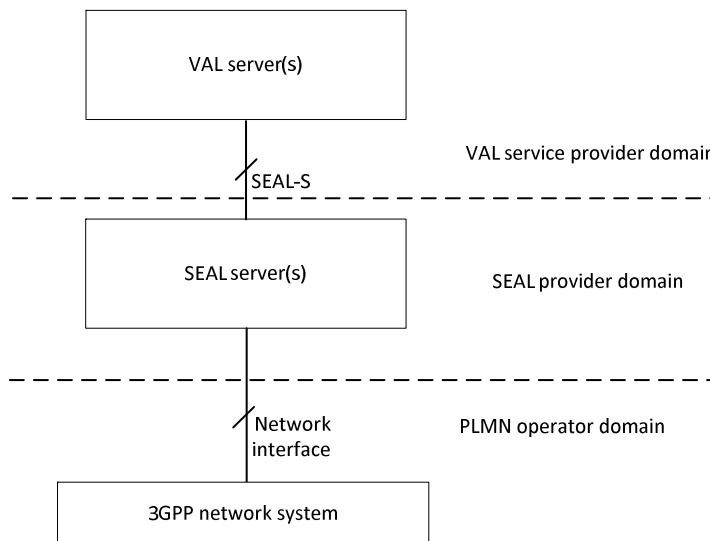 VAL server(s)
VAL service provider domain
SEAL-S
SEAL server(s)
SEAL provider domain
Network
interface
PLMN operator domain
3GPP network system